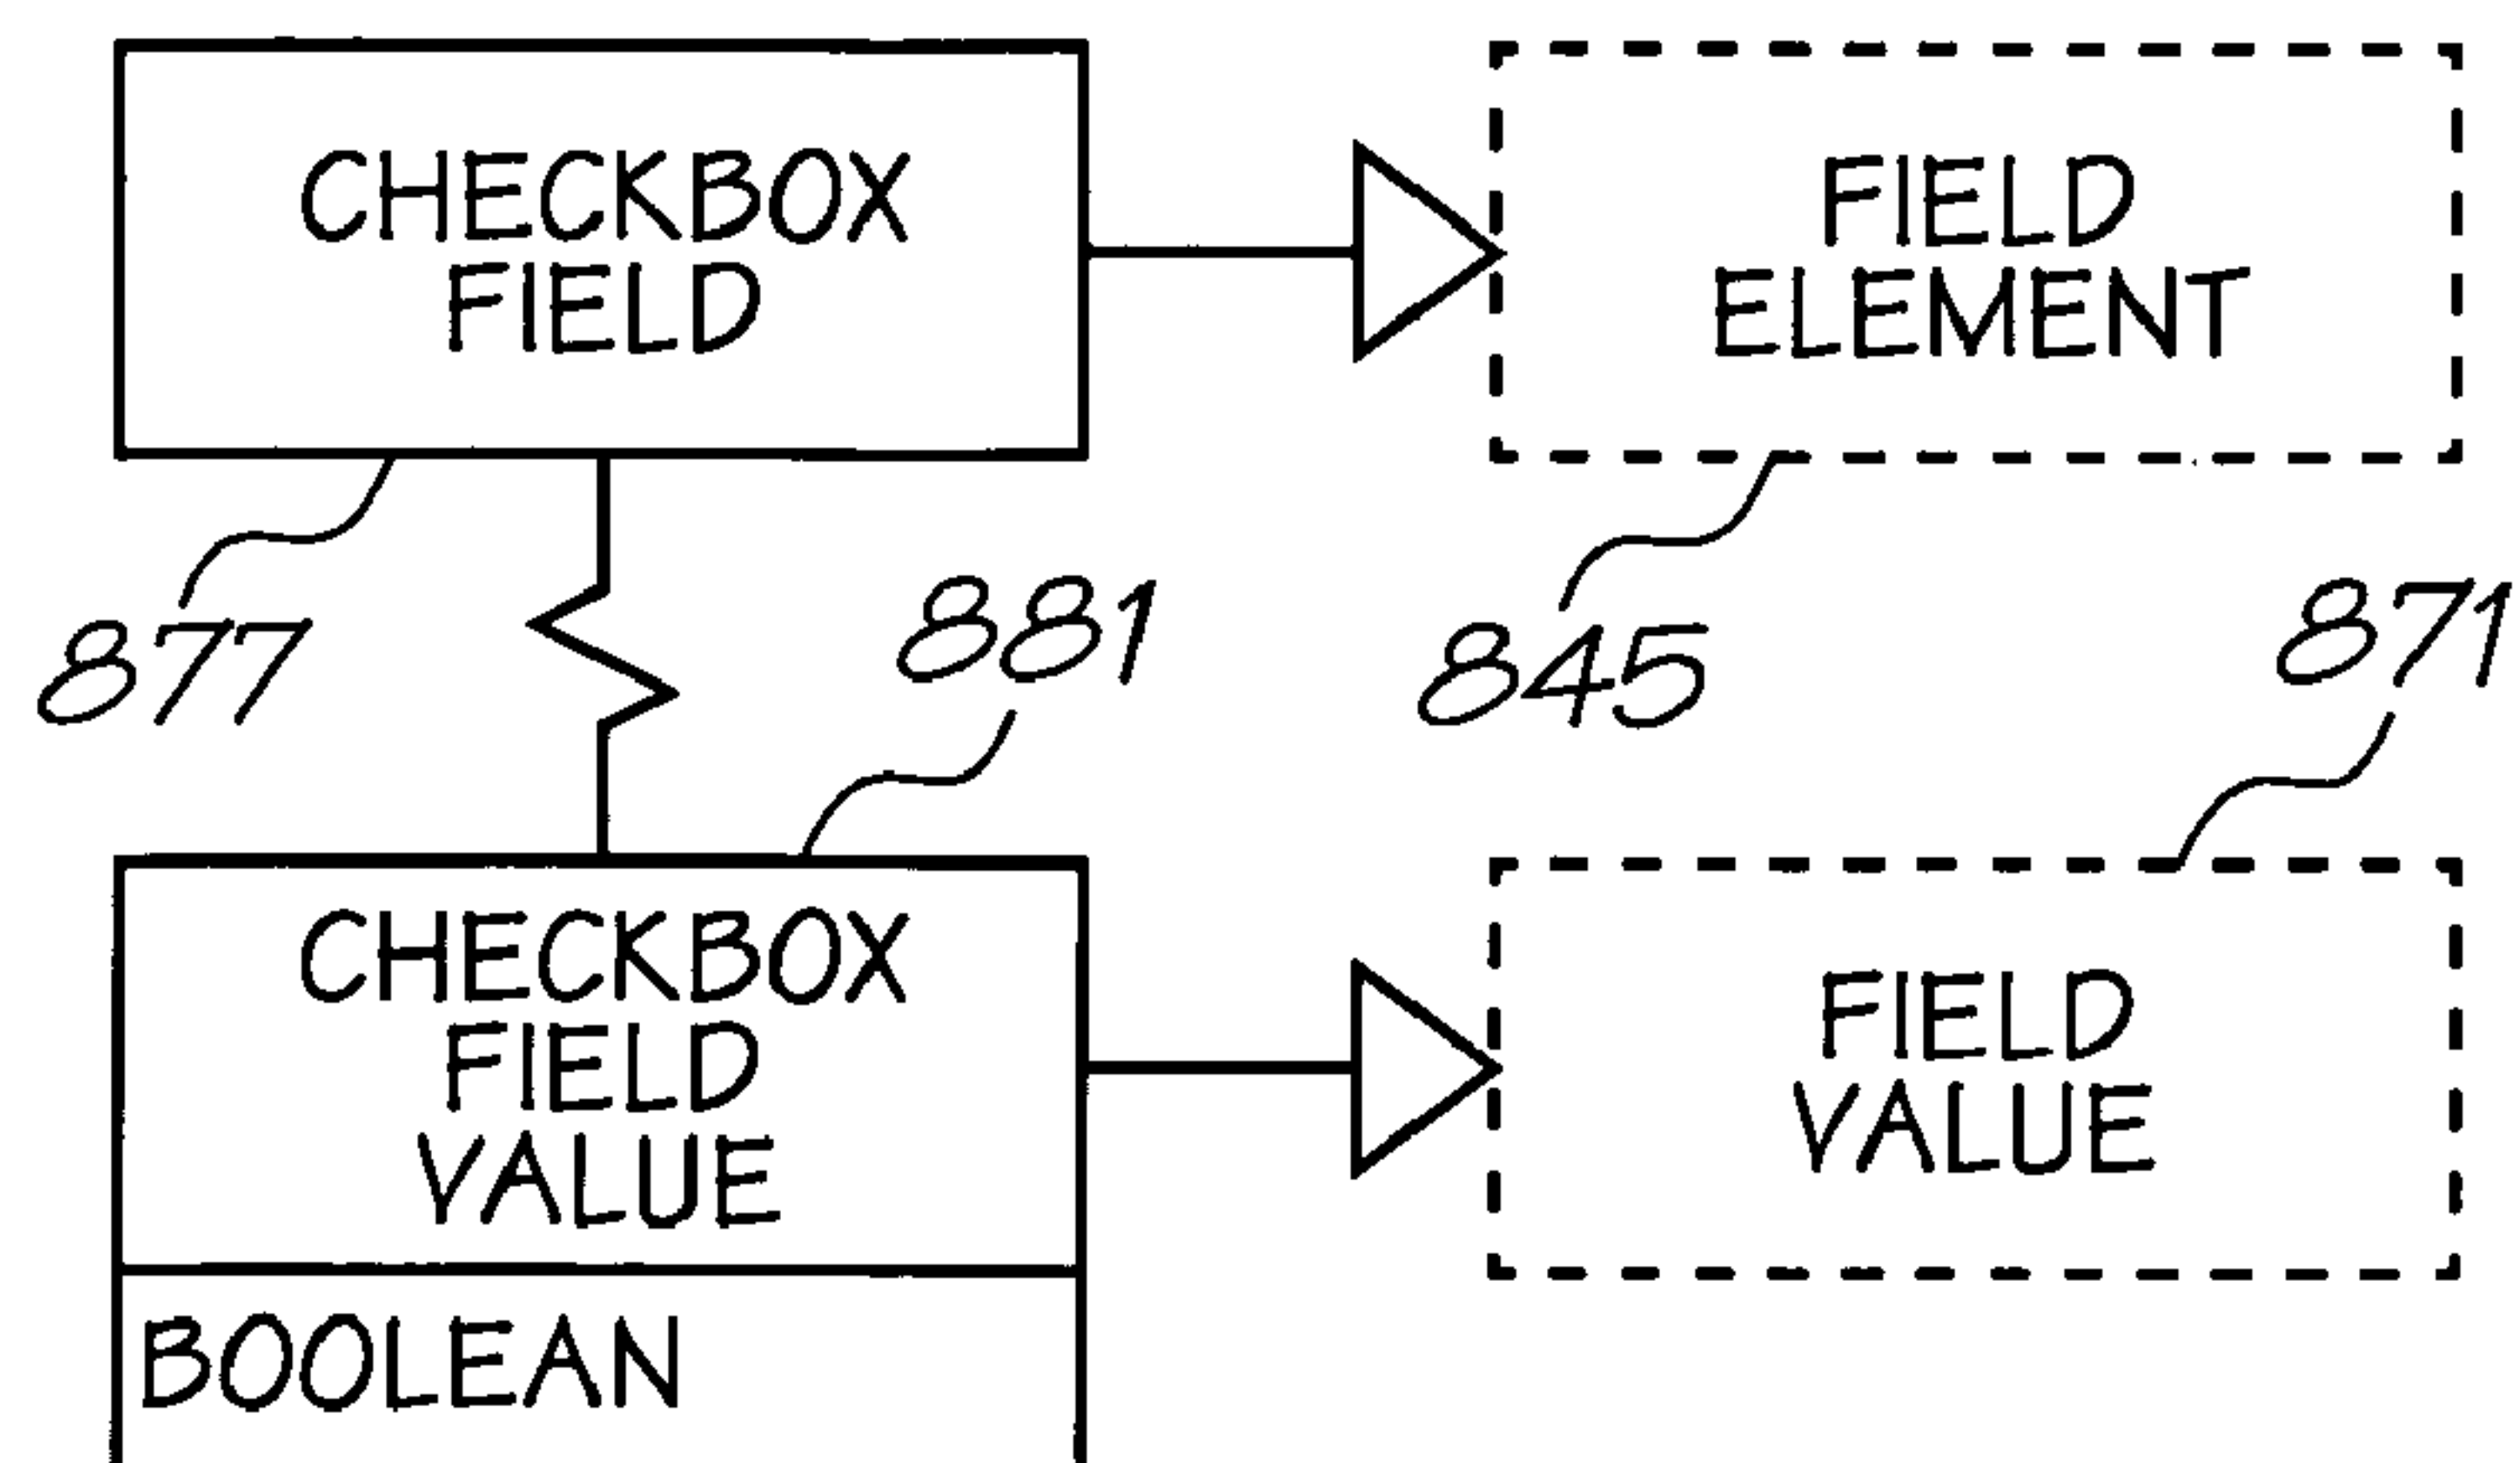 CHECKBOX
FIELD
FIELD
ELEMENT
877
881
845
871
CHECKBOX
FIELD
VALUE
FIELD
VALUE
BOOLEAN